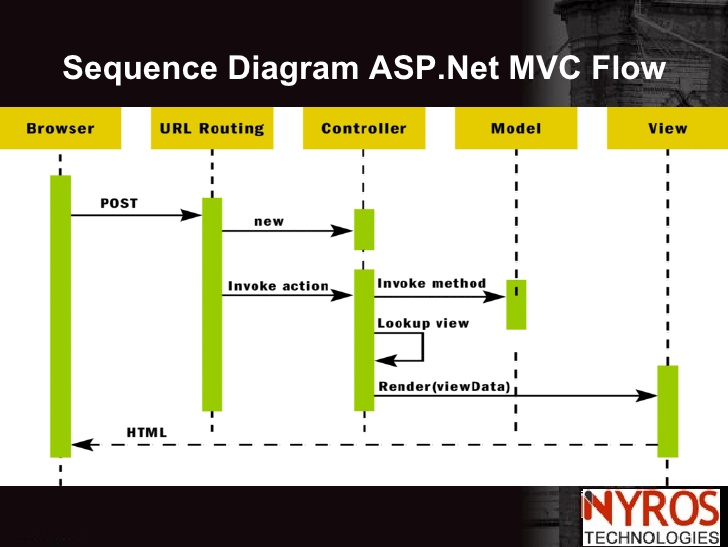 Sequence Diagram ASP.Net MVC Flow
Browser
URL Routing
Controller
Model
View
POST
new
Invoke action
Invoke method
Lookup view
Render(viewData)
HTML
NYROS
TECHNOLOGIES